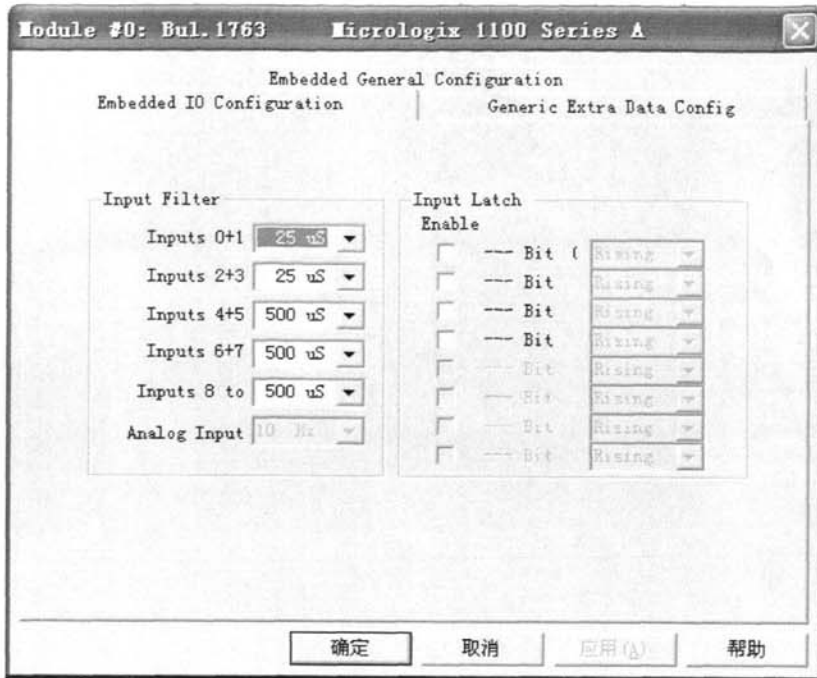 Module #0: Bul.1763 Micrologix 1100 Series A
Embedded General Configuration
Embedded IO Configuration
Generic Extra Data Config
Input Filter
Inputs 0+1 25 uS
Inputs 2+3 25 uS
Inputs 4+5 500 uS
Inputs 6+7 500 uS
Inputs 8 to 500 uS
Analog Input 10 Hz
Input Latch
Enable
--- Bit ( Rising
--- Bit Rising
--- Bit Rising
--- Bit Rising
--- Bit Rising
--- Bit Rising
--- Bit Rising
--- Bit Rising
确定
取消
应用(A)
帮助